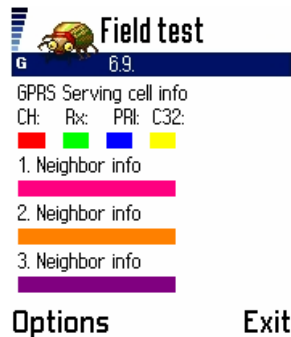 Field test
G 6.9.
GPRS Serving cell info
CH: Rx: PRI: C32:
1. Neighbor info
2. Neighbor info
3. Neighbor info
Options Exit